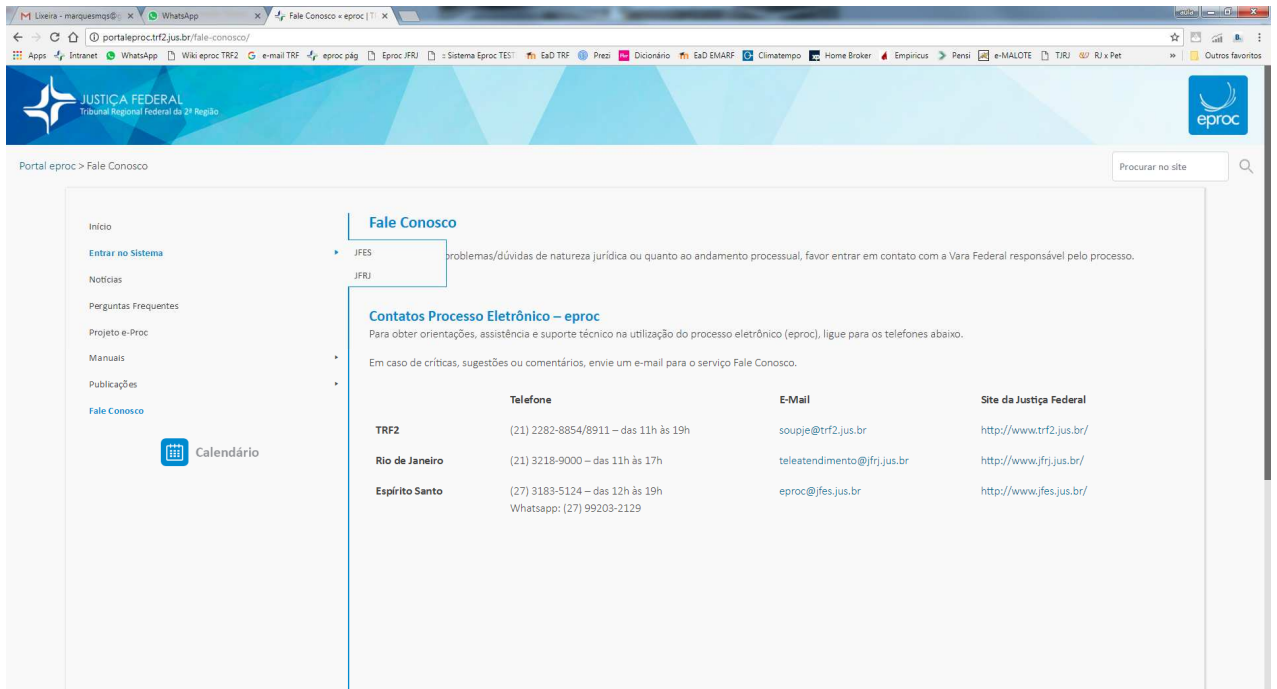 Lixeira - marquesmqs@
WhatsApp
Fale Conosco « eproc | T
aula
portaleproc.trf2.jus.br/fale-conosco/
Apps
Intranet
WhatsApp
Wiki eproc TRF2
e-mail TRF
eproc pág
Eproc JFRJ
:: Sistema Eproc TEST
EaD TRF
Prezi
Dicionário
EaD EMARF
Climatempo
Home Broker
Empiricus
Pensi
e-MALOTE
TJRJ
RJ x Pet
»
Outros favoritos
JUSTIÇA FEDERAL
Tribunal Regional Federal da 2ª Região
eproc
Portal eproc > Fale Conosco
Procurar no site
Início
Entrar no Sistema
JFES
JFRJ
Notícias
Perguntas Frequentes
Projeto e-Proc
Manuais
Publicações
Fale Conosco
Calendário
Fale Conosco
problemas/dúvidas de natureza jurídica ou quanto ao andamento processual, favor entrar em contato com a Vara Federal responsável pelo processo.
Contatos Processo Eletrônico – eproc
Para obter orientações, assistência e suporte técnico na utilização do processo eletrônico (eproc), ligue para os telefones abaixo.
Em caso de críticas, sugestões ou comentários, envie um e-mail para o serviço Fale Conosco.
Telefone E-Mail Site da Justiça Federal
TRF2 (21) 2282-8854/8911 – das 11h às 19h soupje@trf2.jus.br http://www.trf2.jus.br/
Rio de Janeiro (21) 3218-9000 – das 11h às 17h teleatendimento@jfrj.jus.br http://www.jfrj.jus.br/
Espírito Santo (27) 3183-5124 – das 12h às 19h eproc@jfes.jus.br http://www.jfes.jus.br/
Whatsapp: (27) 99203-2129